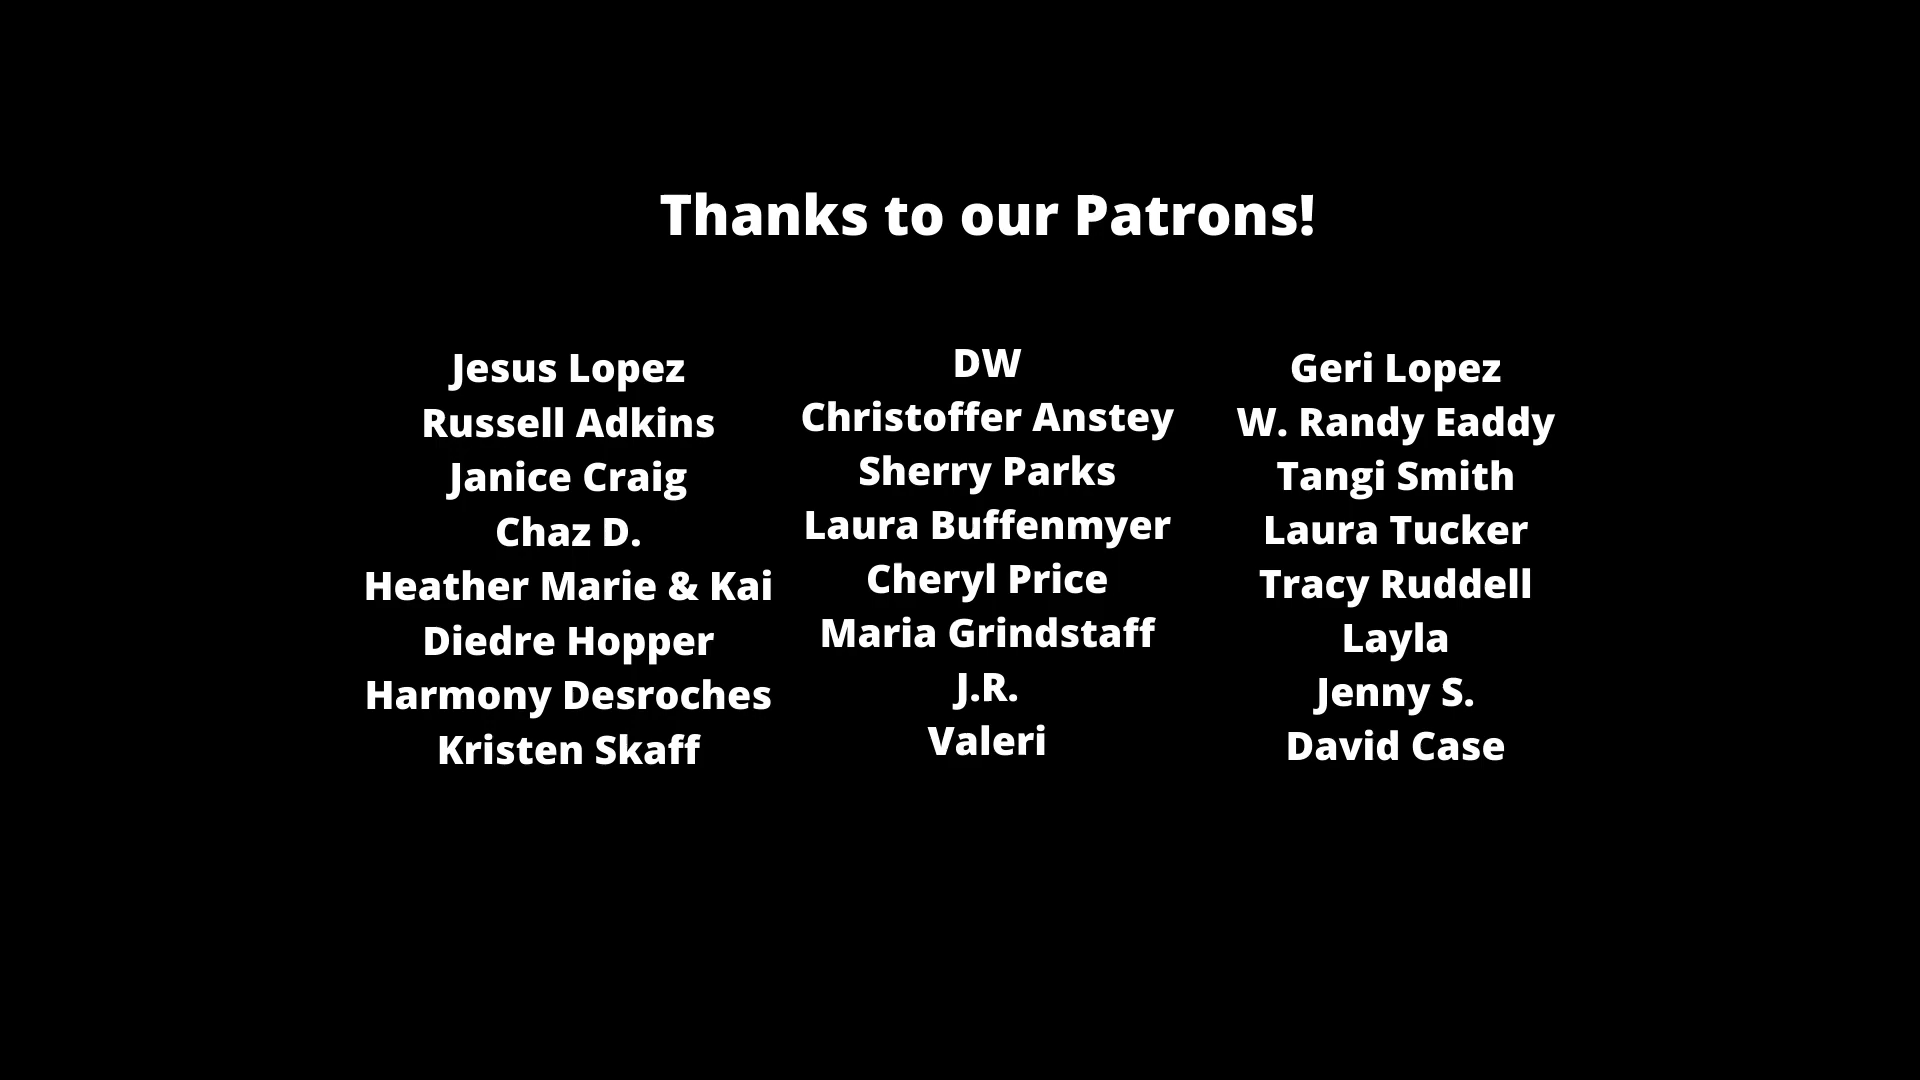 Thanks to our Patrons!
Jesus Lopez
Russell Adkins
Janice Craig
Chaz D.
Heather Marie & Kai
Diedre Hopper
Harmony Desroches
Kristen Skaff
DW
Christoffer Anstey
Sherry Parks
Laura Buffenmyer
Cheryl Price
Maria Grindstaff
J.R.
Valeri
Geri Lopez
W. Randy Eaddy
Tangi Smith
Laura Tucker
Tracy Ruddell
Layla
Jenny S.
David Case